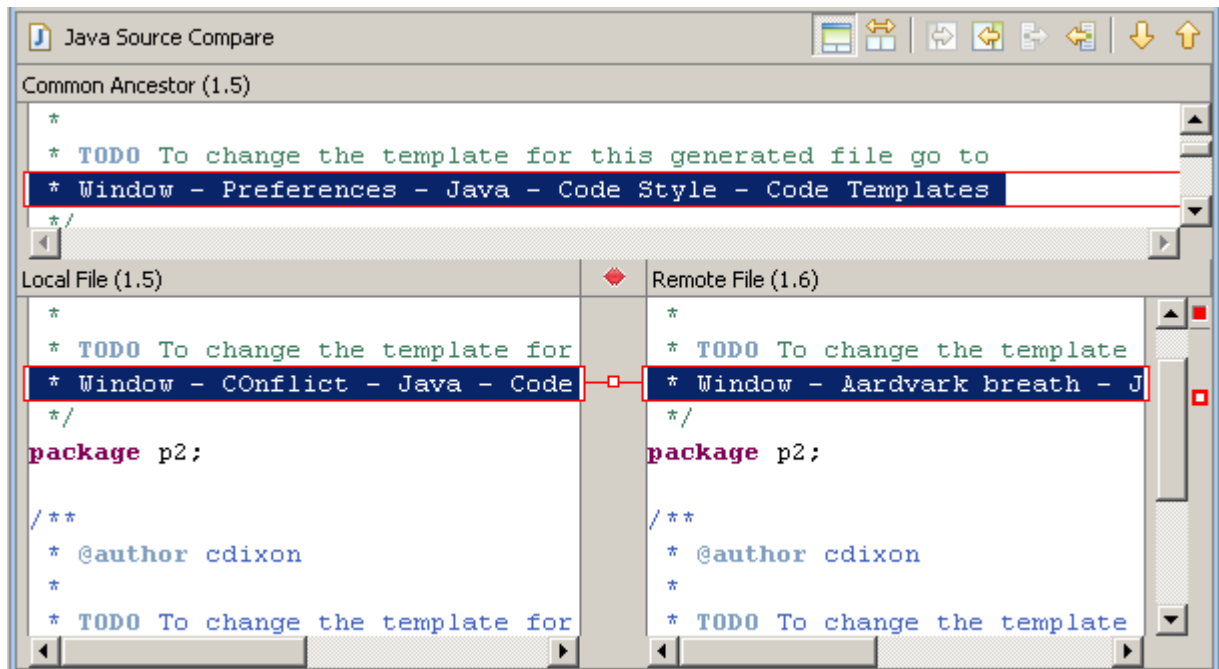 Java Source Compare
Common Ancestor (1.5)
*
* TODO To change the template for this generated file go to
* Window - Preferences - Java - Code Style - Code Templates
*/
Local File (1.5)
*
* TODO To change the template for
* Window - COnflict - Java - Code
*/
package p2;
/**
* @author cdixon
*
* TODO To change the template for
Remote File (1.6)
*
* TODO To change the template
* Window - Aardvark breath - J
*/
package p2;
/**
* @author cdixon
*
* TODO To change the template